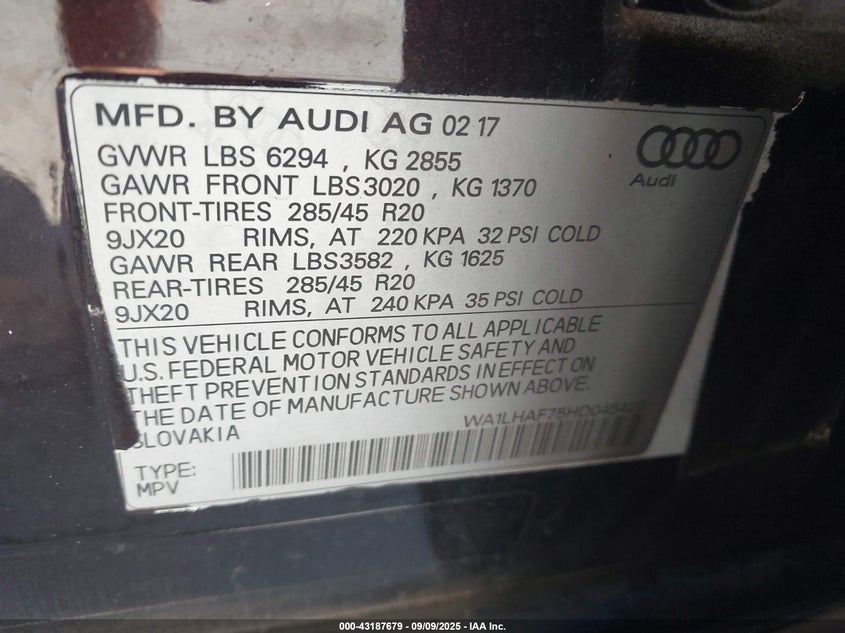 MFD. BY AUDI AG 02 17
GVWR LBS 6294 , KG 2855
GAWR FRONT LBS3020 , KG 1370
FRONT-TIRES 285/45 R20
9JX20 RIMS, AT 220 KPA 32 PSI COLD
GAWR REAR LBS3582 , KG 1625
REAR-TIRES 285/45 R20
9JX20 RIMS, AT 240 KPA 35 PSI COLD
Audi
THIS VEHICLE CONFORMS TO ALL APPLICABLE
U.S. FEDERAL MOTOR VEHICLE SAFETY AND
THEFT PREVENTION STANDARDS IN EFFECT ON
THE DATE OF MANUFACTURE SHOWN ABOVE.
SLOVAKIA
TYPE:
MPV
000-43187679 - 09/09/2025 - IAA Inc.